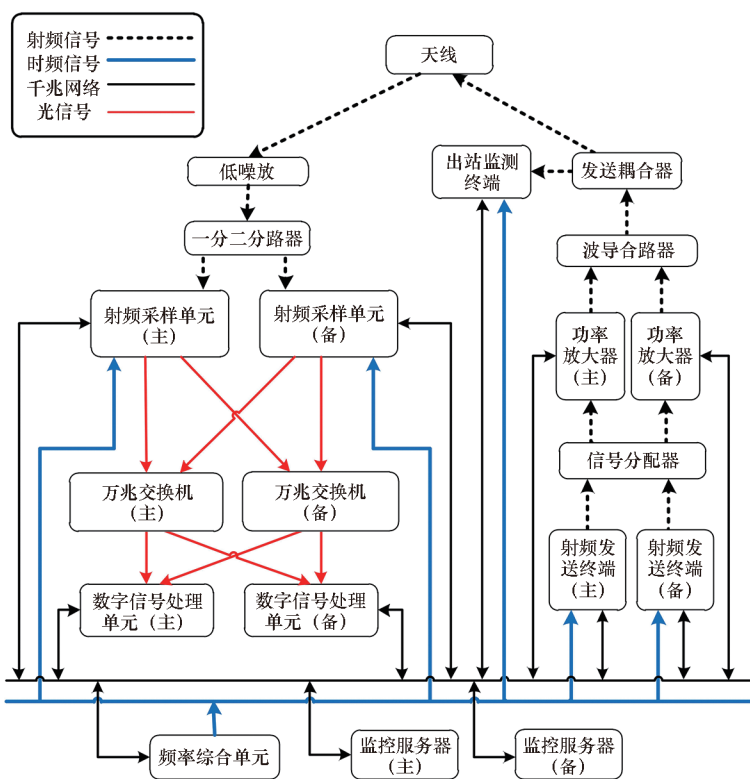 射频信号
时频信号
千兆网络
光信号
天线
低噪放
出站监测
终端
发送耦合器
一分二分路器
波导合路器
射频采样单元
(主)
射频采样单元
(备)
功率
放大器
(主)
功率
放大器
(备)
信号分配器
万兆交换机
(主)
万兆交换机
(备)
射频发
送终端
(主)
射频发
送终端
(备)
数字信号处理
单元(主)
数字信号处理
单元(备)
频率综合单元
监控服务器
(主)
监控服务器
(备)